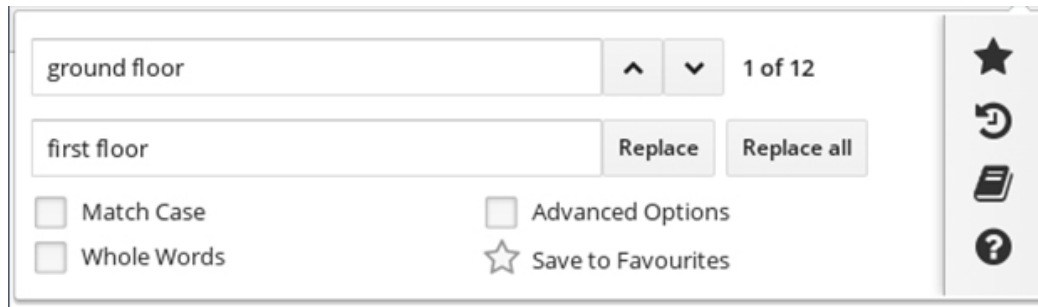 ground floor 1 of 12
first floor Replace Replace all
Match Case Advanced Options
Whole Words Save to Favourites